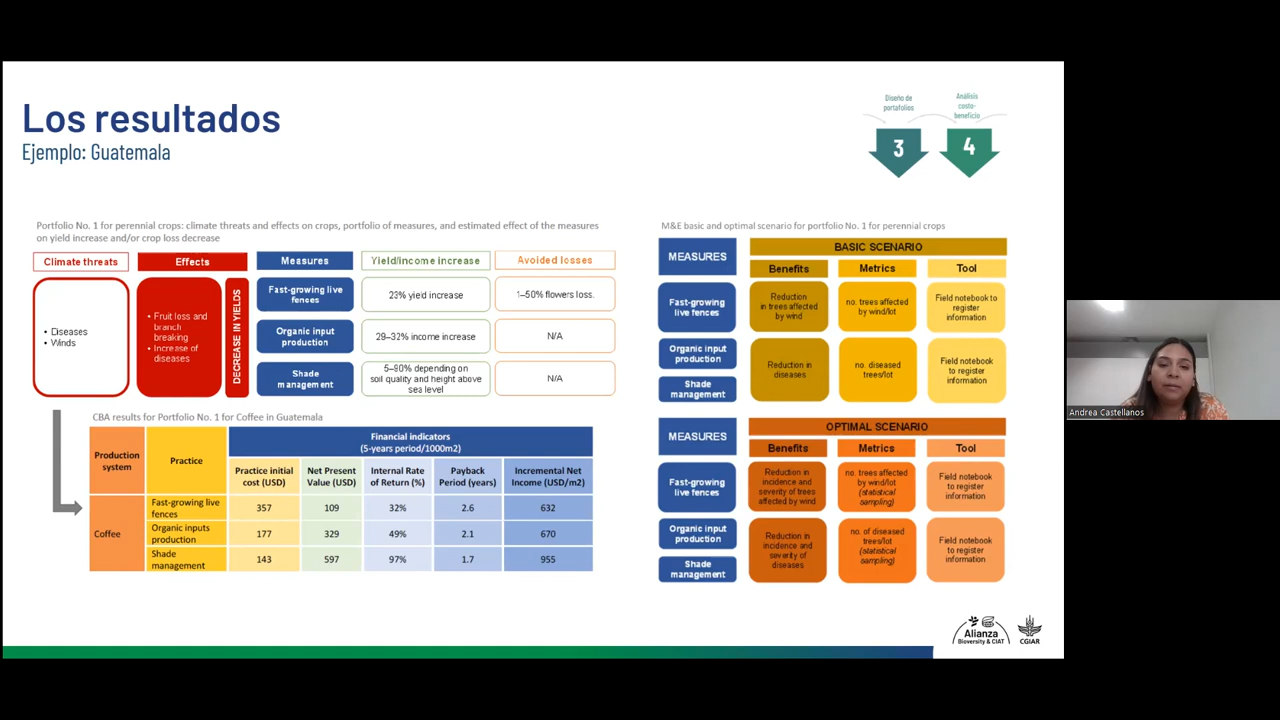 Los resultados
Ejemplo: Guatemala
Diseño de
portafolios
Análisis
costo-
beneficio
3
4
Portfolio No. 1 for perennial crops: climate threats and effects on crops, portfolio of measures, and estimated effect of the measures
on yield increase and/or crop loss decrease
Climate threats
Effects
Measures
Yield/income increase
Avoided losses
• Diseases
• Winds
• Fruit loss and
branch
breaking
• Increase of
diseases
DECREASE IN YIELDS
Fast-growing live
fences
23% yield increase
1–50% flowers loss.
Organic input
production
29–32% income increase
N/A
Shade
management
5–80% depending on
soil quality and height above
sea level
N/A
CBA results for Portfolio No. 1 for Coffee in Guatemala
Production
system
Practice
Financial indicators
(5-years period/1000m2)
Practice initial
cost (USD)
Net Present
Value (USD)
Internal Rate
of Return (%)
Payback
Period (years)
Incremental Net
Income (USD/m2)
Coffee
Fast-growing live
fences
357
109
32%
2.6
632
Organic inputs
production
177
329
49%
2.1
670
Shade
management
143
597
97%
1.7
955
M&E basic and optimal scenario for portfolio No. 1 for perennial crops
MEASURES
BASIC SCENARIO
Benefits
Metrics
Tool
Fast-growing
live fences
Reduction
in trees affected
by wind
no. trees affected
by wind/lot
Field notebook to
register
information
Organic input
production
Shade
management
Reduction in
diseases
no. diseased
trees/lot
Field notebook
to register
information
MEASURES
OPTIMAL SCENARIO
Benefits
Metrics
Tool
Fast-growing
live fences
Reduction in
incidence and
severity of trees
affected by wind
no. trees affected
by wind/lot
(statistical
sampling)
Field notebook
to register
information
Organic input
production
Shade
management
Reduction in
incidence and
severity of
diseases
no. of diseased
trees/lot
(statistical
sampling)
Field notebook
to register
information
Alianza
Bioversity & CIAT
CGIAR
Andrea Castellanos